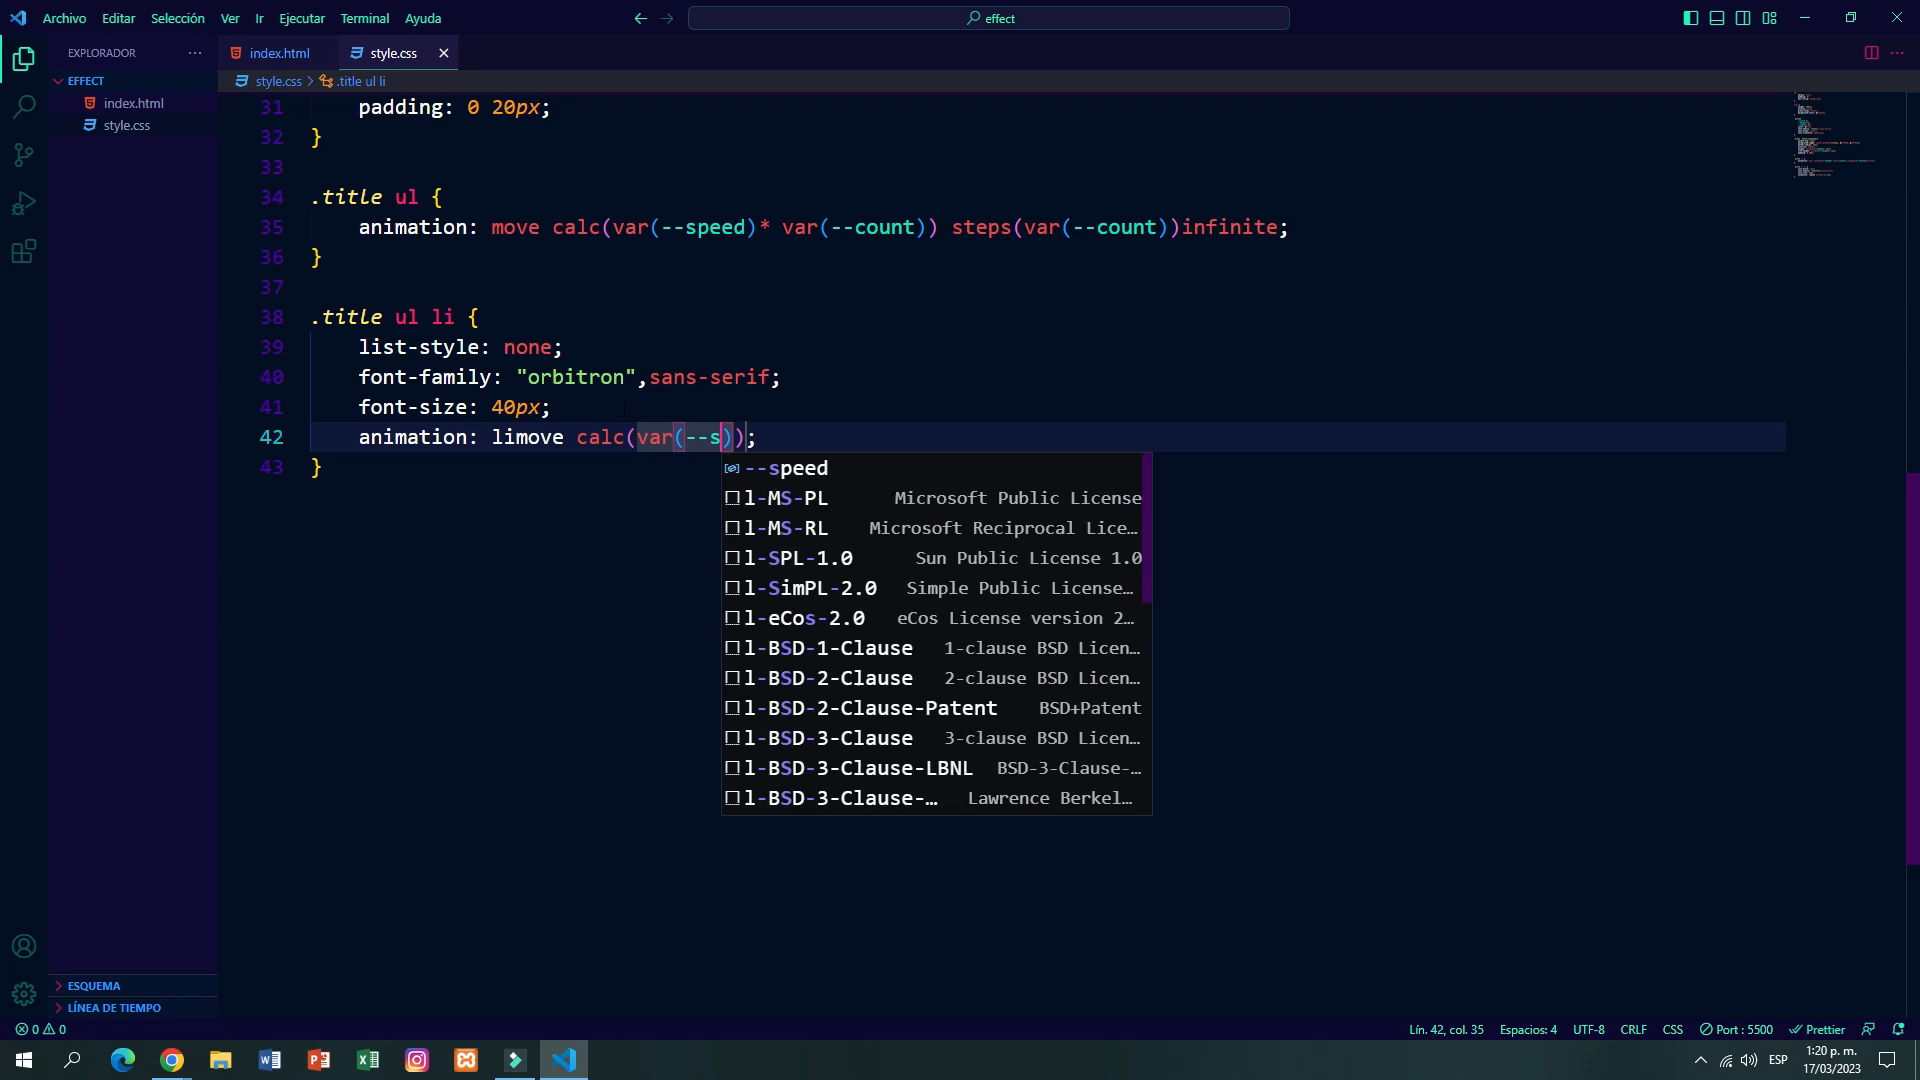 Archivo Editar Selección Ver Ir Ejecutar Terminal Ayuda
effect
EXPLORADOR
index.html
style.css
EFFECT
style.css
.title ul li
index.html
style.css
31 padding: 0 20px;
32 }
33
34 .title ul {
35 animation: move calc(var(--speed)* var(--count)) steps(var(--count))infinite;
36 }
37
38 .title ul li {
39 list-style: none;
40 font-family: "orbitron",sans-serif;
41 font-size: 40px;
42 animation: limove calc(var(--s));
43 }
--speed
l-MS-PL Microsoft Public License
l-MS-RL Microsoft Reciprocal Lice…
l-SPL-1.0 Sun Public License 1.0
l-SimPL-2.0 Simple Public License…
l-eCos-2.0 eCos License version 2…
l-BSD-1-Clause 1-clause BSD Licen…
l-BSD-2-Clause 2-clause BSD Licen…
l-BSD-2-Clause-Patent BSD+Patent
l-BSD-3-Clause 3-clause BSD Licen…
l-BSD-3-Clause-LBNL BSD-3-Clause-…
l-BSD-3-Clause-… Lawrence Berkel…
ESQUEMA
LÍNEA DE TIEMPO
0 0
Lín. 42, col. 35 Espacios: 4 UTF-8 CRLF CSS Port : 5500 Prettier
ESP
1:20 p. m.
17/03/2023